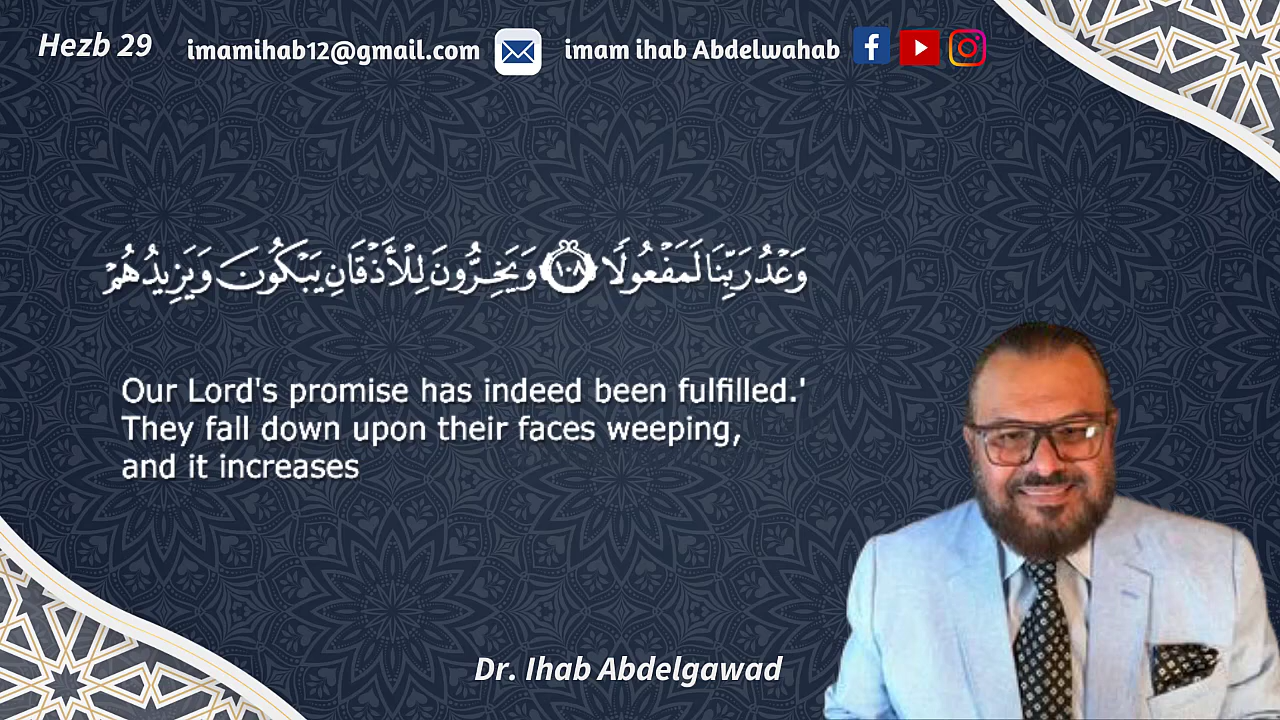 Hezb 29
imamihab12@gmail.com
imam ihab Abdelwahab
وَعْدُ رَبِّنَا لَمَفْعُولًا ١٠٨ وَيَخِرُّونَ لِلْأَذْقَانِ يَبْكُونَ وَيَزِيدُهُمْ
Our Lord's promise has indeed been fulfilled.'
They fall down upon their faces weeping,
and it increases
Dr. Ihab Abdelgawad